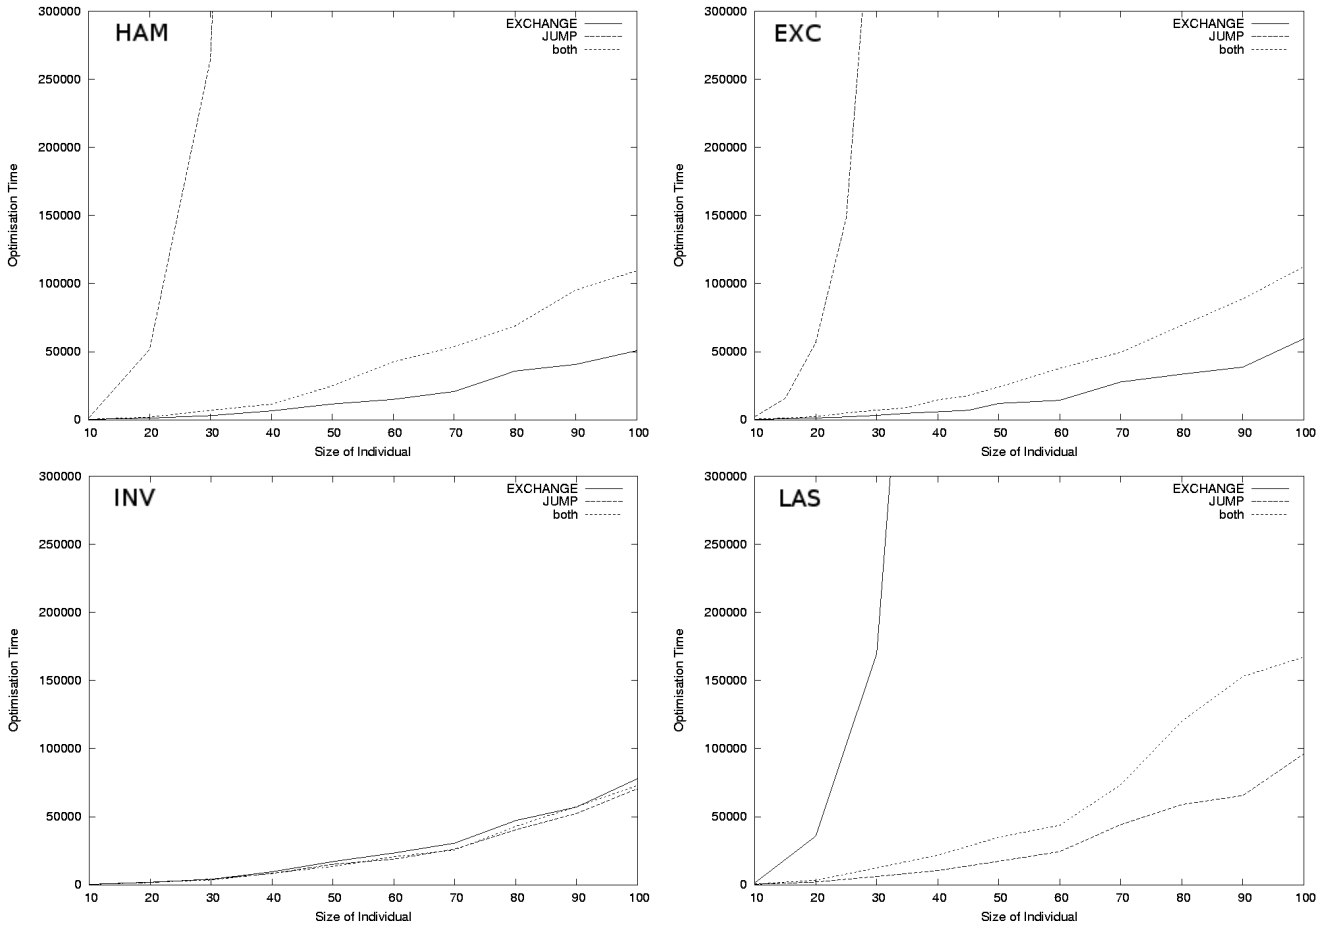 HAM
EXCHANGE
JUMP
both
300000
250000
200000
150000
100000
50000
0
Optimisation Time
10 20 30 40 50 60 70 80 90 100
Size of Individual
EXC
EXCHANGE
JUMP
both
300000
250000
200000
150000
100000
50000
0
Optimisation Time
10 20 30 40 50 60 70 80 90 100
Size of Individual
INV
EXCHANGE
JUMP
both
300000
250000
200000
150000
100000
50000
0
Optimisation Time
10 20 30 40 50 60 70 80 90 100
Size of Individual
LAS
EXCHANGE
JUMP
both
300000
250000
200000
150000
100000
50000
0
Optimisation Time
10 20 30 40 50 60 70 80 90 100
Size of Individual